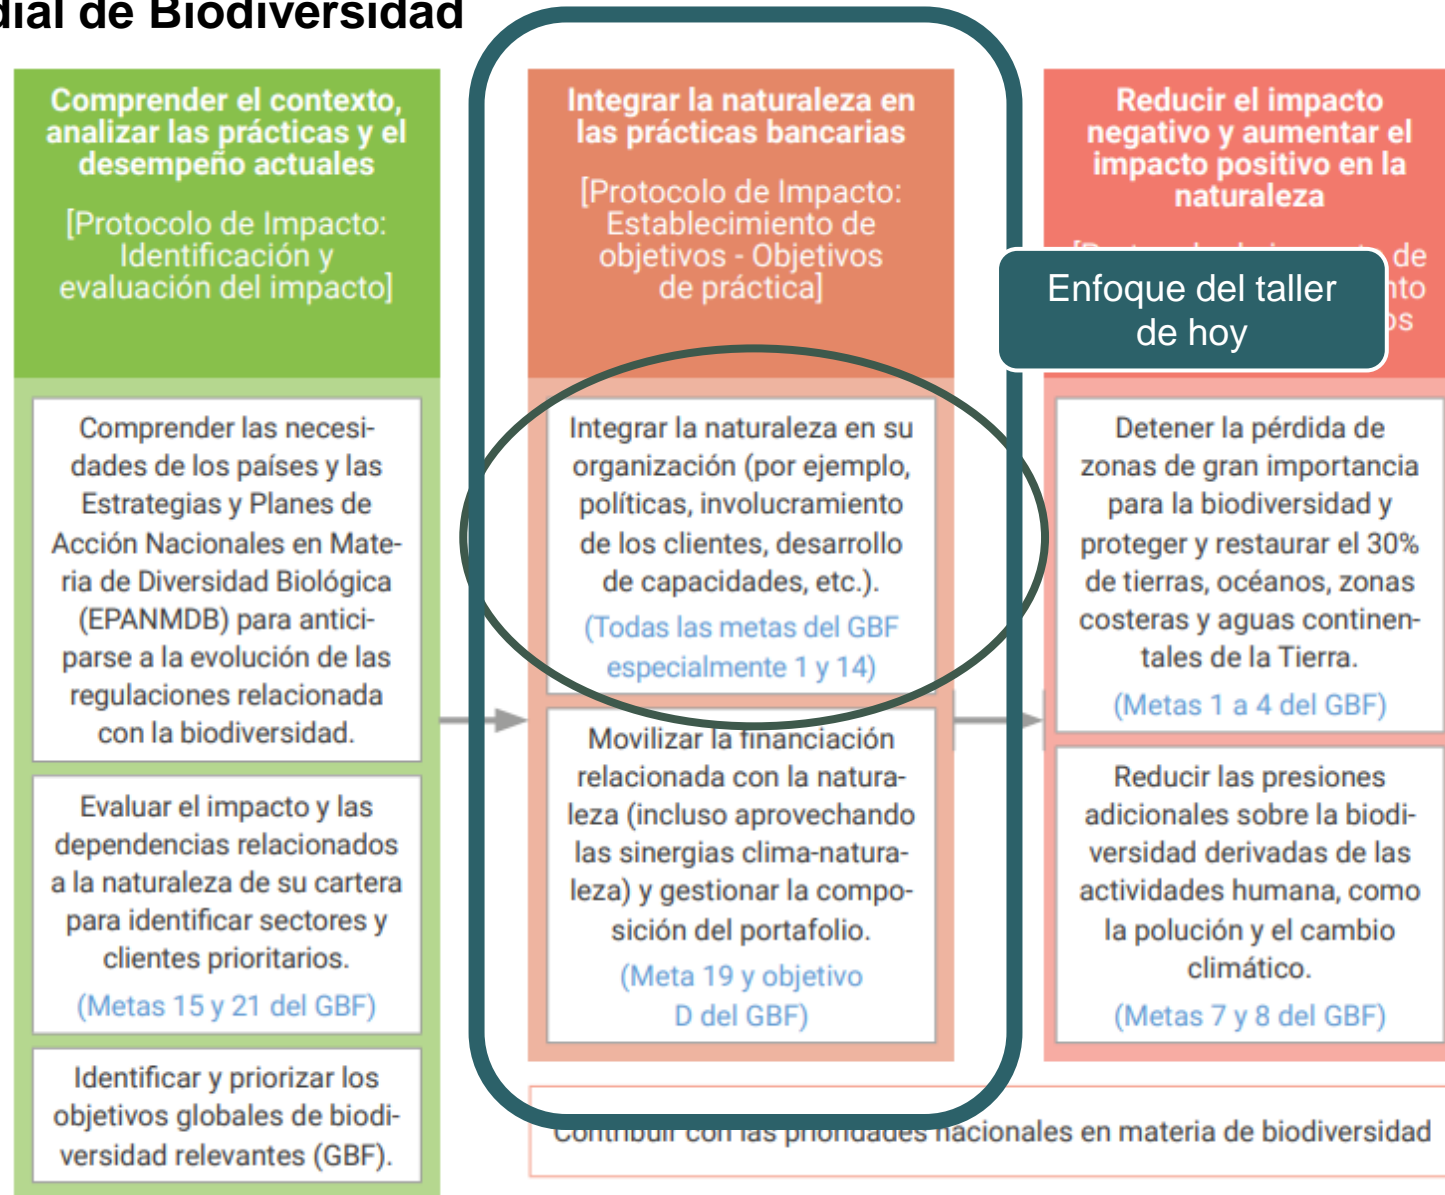 dial de Biodiversidad
Comprender el contexto,
analizar las prácticas y el
desempeño actuales
[Protocolo de Impacto:
Identificación y
evaluación del impacto]
Comprender las necesi-
dades de los países y las
Estrategias y Planes de
Acción Nacionales en Mate-
ria de Diversidad Biológica
(EPANMDB) para antici-
parse a la evolución de las
regulaciones relacionada
con la biodiversidad.
Evaluar el impacto y las
dependencias relacionados
a la naturaleza de su cartera
para identificar sectores y
clientes prioritarios.
(Metas 15 y 21 del GBF)
Identificar y priorizar los
objetivos globales de biodi-
versidad relevantes (GBF).
Integrar la naturaleza en
las prácticas bancarias
[Protocolo de Impacto:
Establecimiento de
objetivos - Objetivos
de práctica]
Integrar la naturaleza en su
organización (por ejemplo,
políticas, involucramiento
de los clientes, desarrollo
de capacidades, etc.).
(Todas las metas del GBF
especialmente 1 y 14)
Movilizar la financiación
relacionada con la natura-
leza (incluso aprovechando
las sinergias clima-natura-
leza) y gestionar la compo-
sición del portafolio.
(Meta 19 y objetivo
D del GBF)
Reducir el impacto
negativo y aumentar el
impacto positivo en la
naturaleza
de
Enfoque del taller
de hoy
Detener la pérdida de
zonas de gran importancia
para la biodiversidad y
proteger y restaurar el 30%
de tierras, océanos, zonas
costeras y aguas continen-
tales de la Tierra.
(Metas 1 a 4 del GBF)
Reducir las presiones
adicionales sobre la biodi-
versidad derivadas de las
actividades humana, como
la polución y el cambio
climático.
(Metas 7 y 8 del GBF)
Contribuir con las prioridades nacionales en materia de biodiversidad